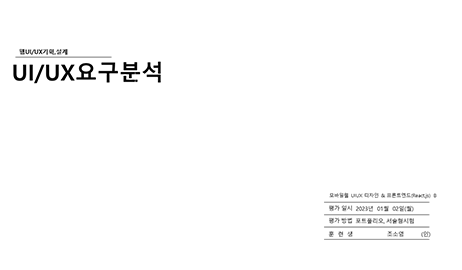 웹UI/UX기획,설계
UI/UX요구분석
모바일웹 UI/UX 디자인 & 프론트엔드(React.js) B
평가 일시 2023년 01월 02일(월)
평가 방법 포트폴리오, 서술형시험
훈 련 생 조소영 (인)